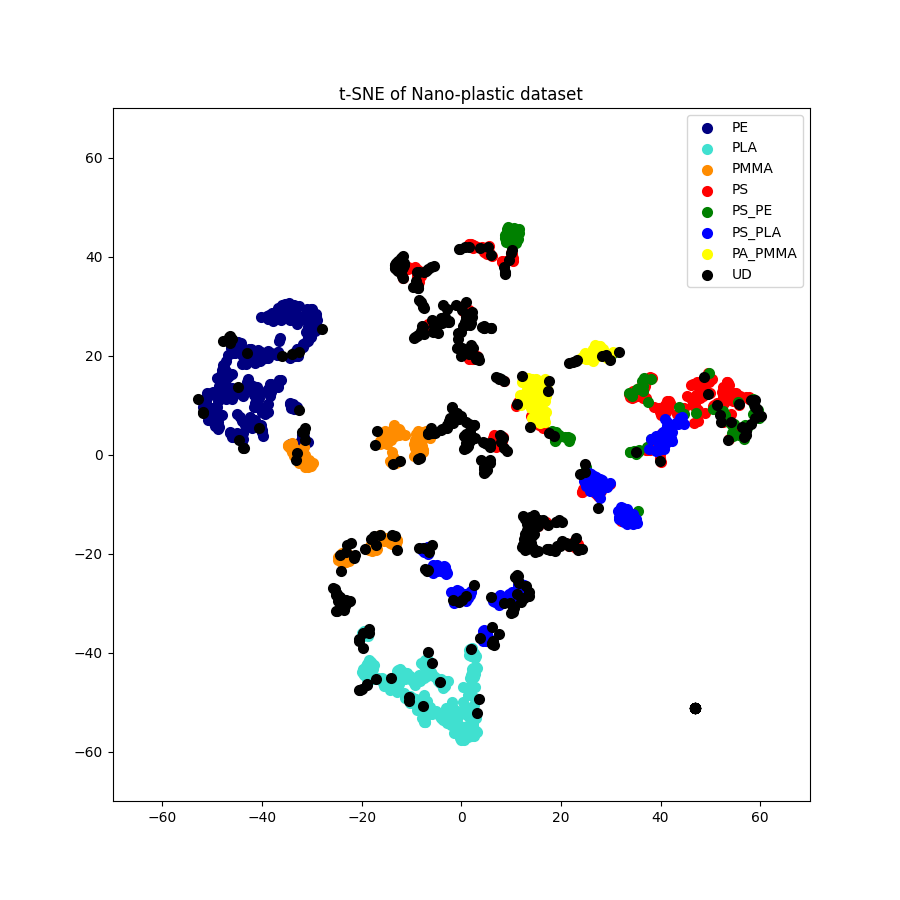 t-SNE of Nano-plastic dataset
PE
PLA
PMMA
PS
PS_PE
PS_PLA
PA_PMMA
UD
60
40
20
0
−20
−40
−60
−60 −40 −20 0 20 40 60